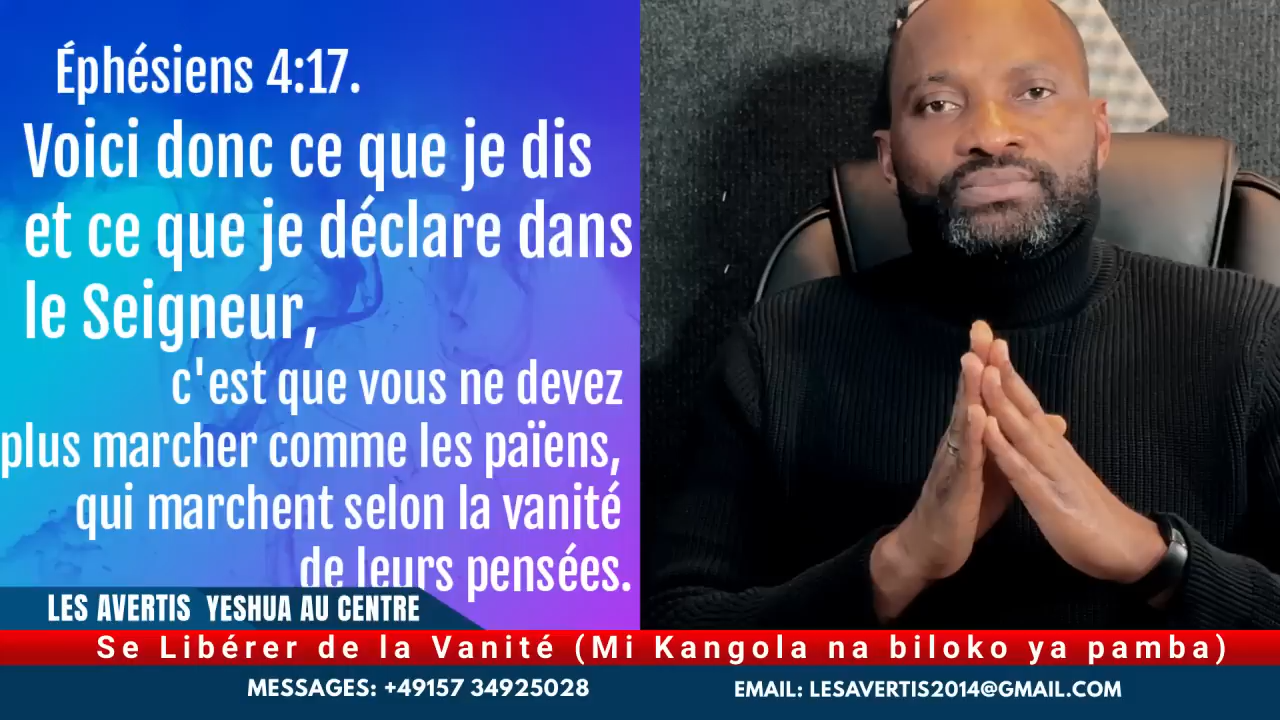 Éphésiens 4:17.
Voici donc ce que je dis
et ce que je déclare dans
le Seigneur,
c'est que vous ne devez
plus marcher comme les païens,
qui marchent selon la vanité
de leurs pensées.
LES AVERTIS YESHUA AU CENTRE
Se Libérer de la Vanité (Mi Kangola na biloko ya pamba)
MESSAGES: +49157 34925028
EMAIL: LESAVERTIS2014@GMAIL.COM